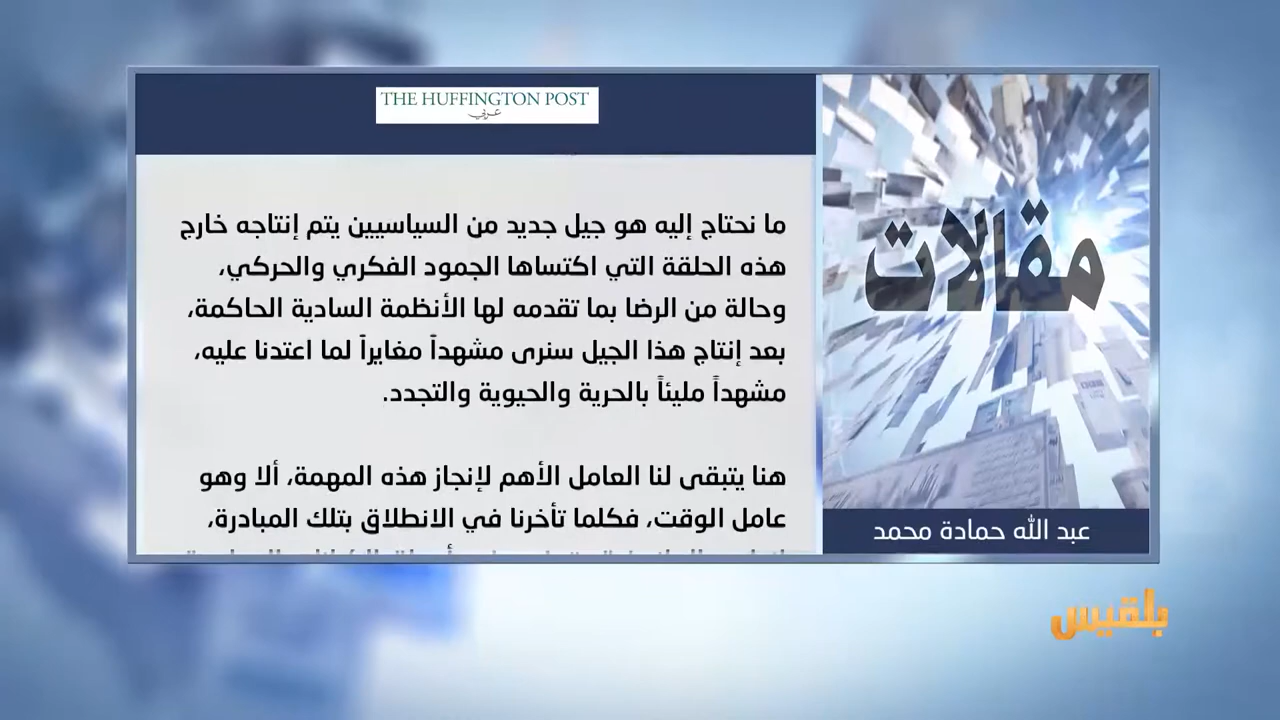 THE HUFFINGTON POST
عربي
مقالات
ما نحتاج إليه هو جيل جديد من السياسيين يتم إنتاجه خارج
هذه الحلقة التي اكتساها الجمود الفكري والحركي،
وحالة من الرضا بما تقدمه لها الأنظمة السادية الحاكمة،
بعد إنتاج هذا الجيل سنرى مشهداً مغايراً لما اعتدنا عليه،
مشهداً مليئاً بالحرية والحيوية والتجدد.
هنا يتبقى لنا العامل الأهم لإنجاز هذه المهمة، ألا وهو
عامل الوقت، فكلما تأخرنا في الانطلاق بتلك المبادرة،
عبد الله حمادة محمد
بلقيس